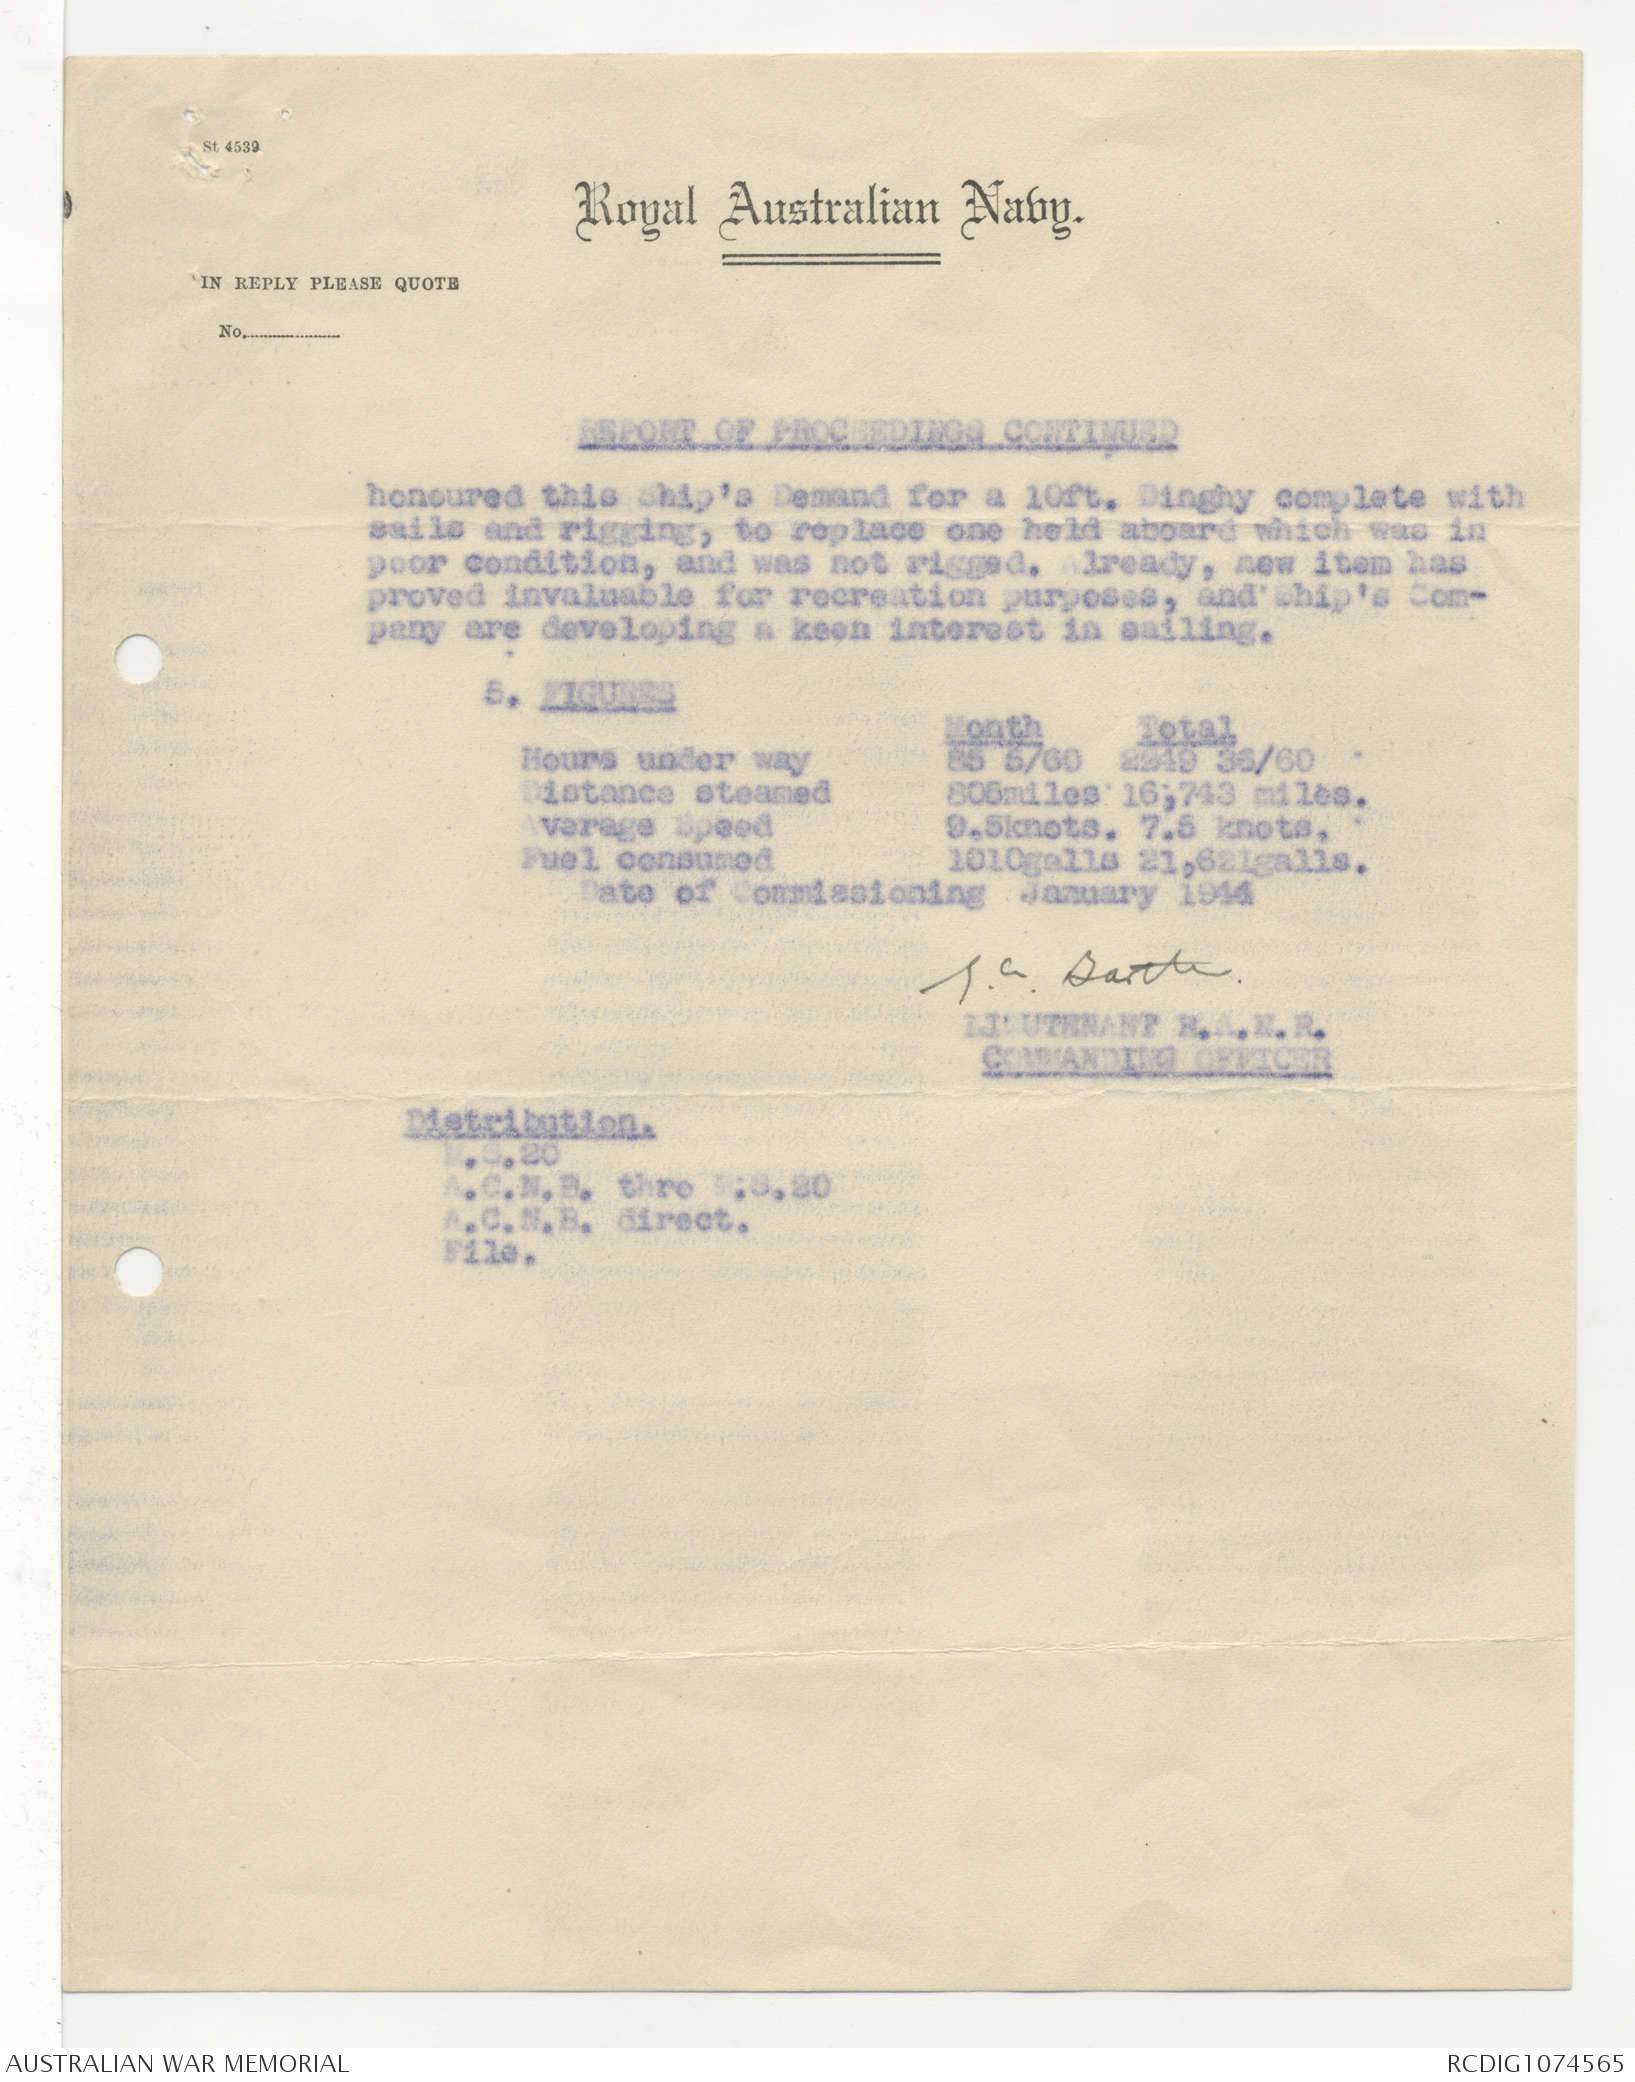 St 4539
Royal Australian Navy.
IN REPLY PLEASE QUOTE
No.
REPORT OF PROCEEDINGS CONTINUED
honoured this Ship's Demand for a 10ft. Dinghy complete with
sails and rigging, to replace one held aboard which was in
poor condition, and was not rigged. Already, new item has
proved invaluable for recreation purposes, and Ship's Com-
pany are developing a keen interest in sailing.
5. FIGURES
Month Total
Hours under way 85 5/60 2249 36/60
Distance steamed 805miles 16,743 miles.
Average Speed 9.5knots. 7.5 knots.
Fuel consumed 1010galls 21,621galls.
Date of Commissioning January 1944
LIEUTENANT R.A.N.R.
COMMANDING OFFICER
Distribution.
A.C.N.B. thro
A.C.N.B. direct.
File.
AUSTRALIAN WAR MEMORIAL
RCDIG1074565